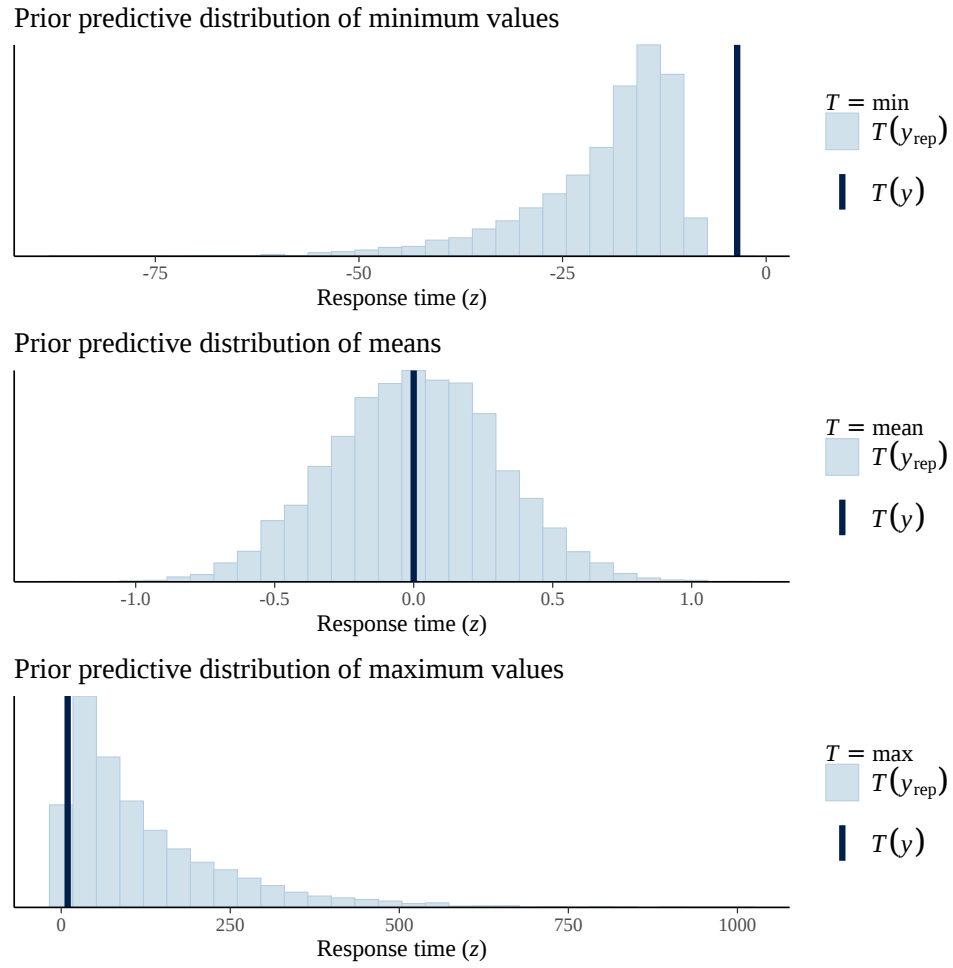 Prior predictive distribution of minimum values
T = min
T(y_rep)
T(y)
-75 -50 -25 0
Response time (z)
Prior predictive distribution of means
T = mean
T(y_rep)
T(y)
-1.0 -0.5 0.0 0.5 1.0
Response time (z)
Prior predictive distribution of maximum values
T = max
T(y_rep)
T(y)
0 250 500 750 1000
Response time (z)